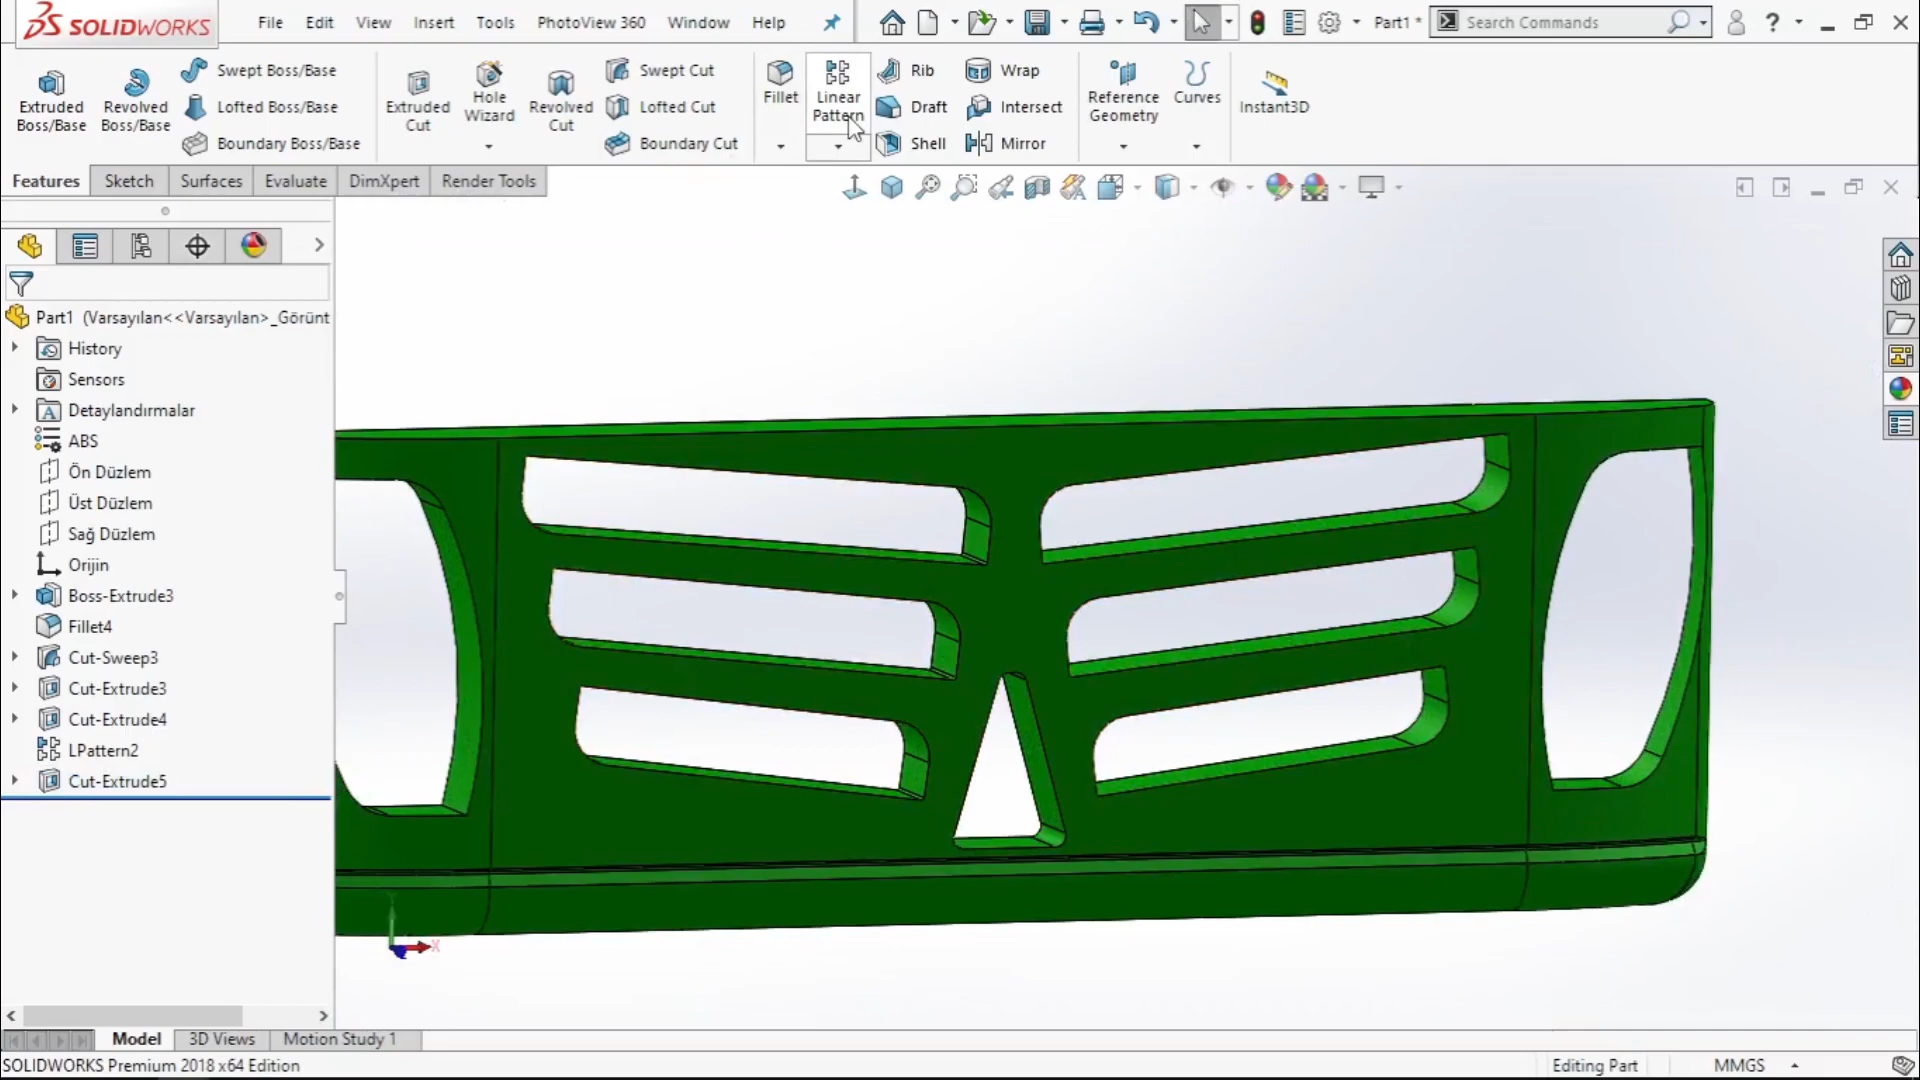 SOLIDWORKS
File Edit View Insert Tools PhotoView 360 Window Help
Part1 *
Search Commands
?
Extruded Boss/Base
Revolved Boss/Base
Swept Boss/Base
Lofted Boss/Base
Boundary Boss/Base
Extruded Cut
Hole Wizard
Revolved Cut
Swept Cut
Lofted Cut
Boundary Cut
Fillet
Linear Pattern
Rib
Draft
Shell
Wrap
Intersect
Mirror
Reference Geometry
Curves
Instant3D
Features Sketch Surfaces Evaluate DimXpert Render Tools
Part1 (Varsayılan<<Varsayılan>_Görünt
History
Sensors
Detaylandırmalar
ABS
Ön Düzlem
Üst Düzlem
Sağ Düzlem
Orijin
Boss-Extrude3
Fillet4
Cut-Sweep3
Cut-Extrude3
Cut-Extrude4
LPattern2
Cut-Extrude5
Y
X
Model 3D Views Motion Study 1
SOLIDWORKS Premium 2018 x64 Edition
Editing Part
MMGS